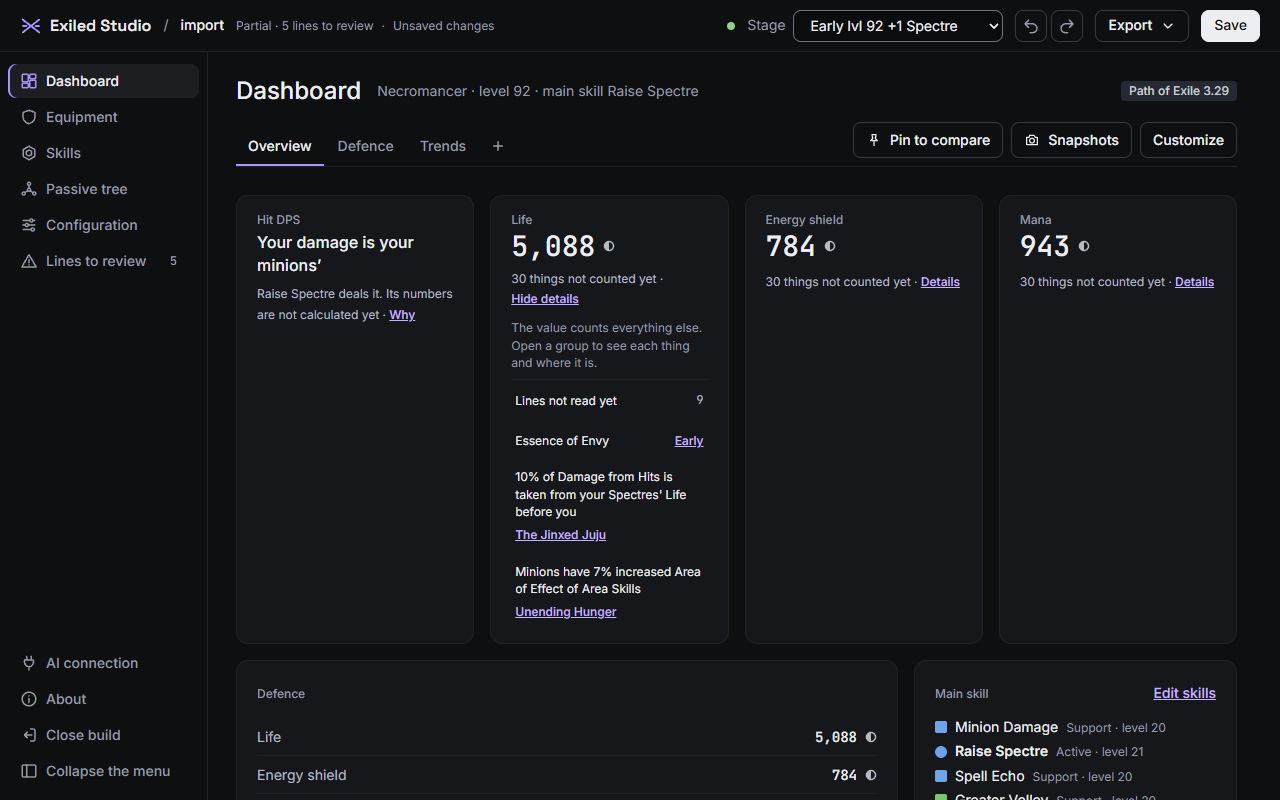 Exiled Studio / import Partial · 5 lines to review · Unsaved changes
Stage Early lvl 92 +1 Spectre Export Save
Dashboard
Equipment
Skills
Passive tree
Configuration
Lines to review 5
AI connection
About
Close build
Collapse the menu
Dashboard Necromancer · level 92 · main skill Raise Spectre
Path of Exile 3.29
Overview Defence Trends +
Pin to compare Snapshots Customize
Hit DPS
Your damage is your
minions’
Raise Spectre deals it. Its numbers
are not calculated yet · Why
Life
5,088
30 things not counted yet ·
Hide details
The value counts everything else.
Open a group to see each thing
and where it is.
Lines not read yet 9
Essence of Envy Early
10% of Damage from Hits is
taken from your Spectres' Life
before you
The Jinxed Juju
Minions have 7% increased Area
of Effect of Area Skills
Unending Hunger
Energy shield
784
30 things not counted yet · Details
Mana
943
30 things not counted yet · Details
Defence
Life 5,088
Energy shield 784
Main skill Edit skills
Minion Damage Support · level 20
Raise Spectre Active · level 21
Spell Echo Support · level 20
Greater Volley Support · level 20